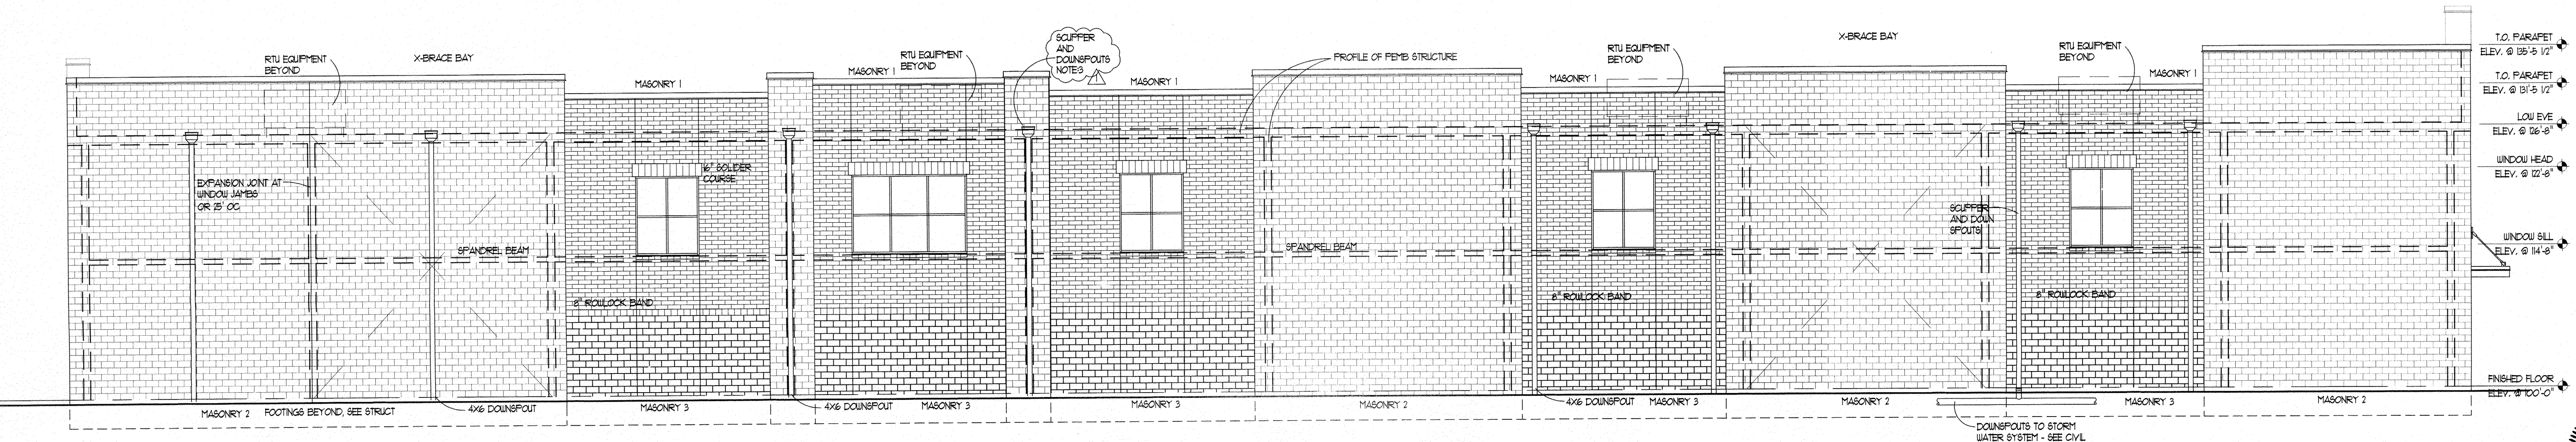 RTU EQUIPMENT
BEYOND
X-BRACE BAY
MASONRY 1
MASONRY 1
RTU EQUIPMENT
BEYOND
SCUPPER
AND
DOWNSPOUTS
NOTE:3
1
MASONRY 1
PROFILE OF PEMB STRUCTURE
MASONRY 1
RTU EQUIPMENT
BEYOND
X-BRACE BAY
RTU EQUIPMENT
BEYOND
MASONRY 1
T.O. PARAPET
ELEV. @ 135'-5 1/2"
T.O. PARAPET
ELEV. @ 131'-5 1/2"
LOW EVE
ELEV. @ 126'-8"
WINDOW HEAD
ELEV. @ 122'-8"
WINDOW SILL
ELEV. @ 114'-8"
FINISHED FLOOR
ELEV. @ 100'-0"
EXPANSION JOINT AT
WINDOW JAMBS
OR 25' OC
16" SOLIDER
COURSE
SPANDREL BEAM
SPANDREL BEAM
SCUPPER
AND DOWN
SPOUTS
8" ROWLOCK BAND
8" ROWLOCK BAND
8" ROWLOCK BAND
MASONRY 2
FOOTINGS BEYOND, SEE STRUCT
4X6 DOWNSPOUT
MASONRY 3
4X6 DOWNSPOUT
MASONRY 3
MASONRY 3
MASONRY 2
4X6 DOWNSPOUT
MASONRY 3
MASONRY 2
MASONRY 3
MASONRY 2
DOWNSPOUTS TO STORM
WATER SYSTEM - SEE CIVIL